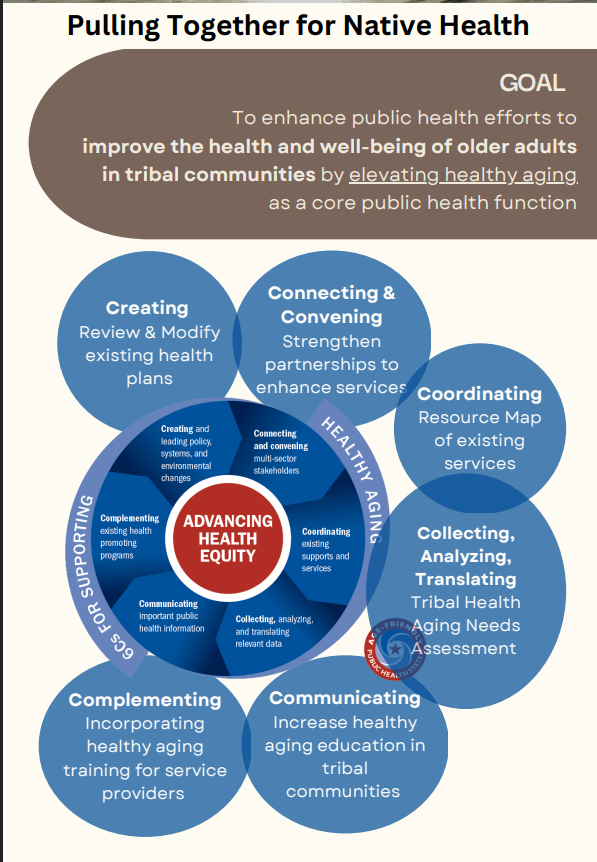 Pulling Together for Native Health
GOAL
To enhance public health efforts to
improve the health and well-being of older adults
in tribal communities by elevating healthy aging
as a core public health function
Creating
Review & Modify
existing health
plans
Connecting &
Convening
Strengthen
partnerships to
enhance services
Coordinating
Resource Map
of existing
services
Collecting,
Analyzing,
Translating
Tribal Health
Aging Needs
Assessment
Communicating
Increase healthy
aging education in
tribal
communities
Complementing
Incorporating
healthy aging
training for service
providers
6Cs FOR SUPPORTING
HEALTHY AGING
ADVANCING
HEALTH
EQUITY
Creating and
leading policy,
systems, and
environmental
changes
Connecting
and convening
multi-sector
stakeholders
Coordinating
existing
supports and
services
Collecting, analyzing,
and translating
relevant data
Communicating
important public
health information
Complementing
existing health
promoting
programs
AGE-FRIENDLY
PUBLIC HEALTH SYSTEMS